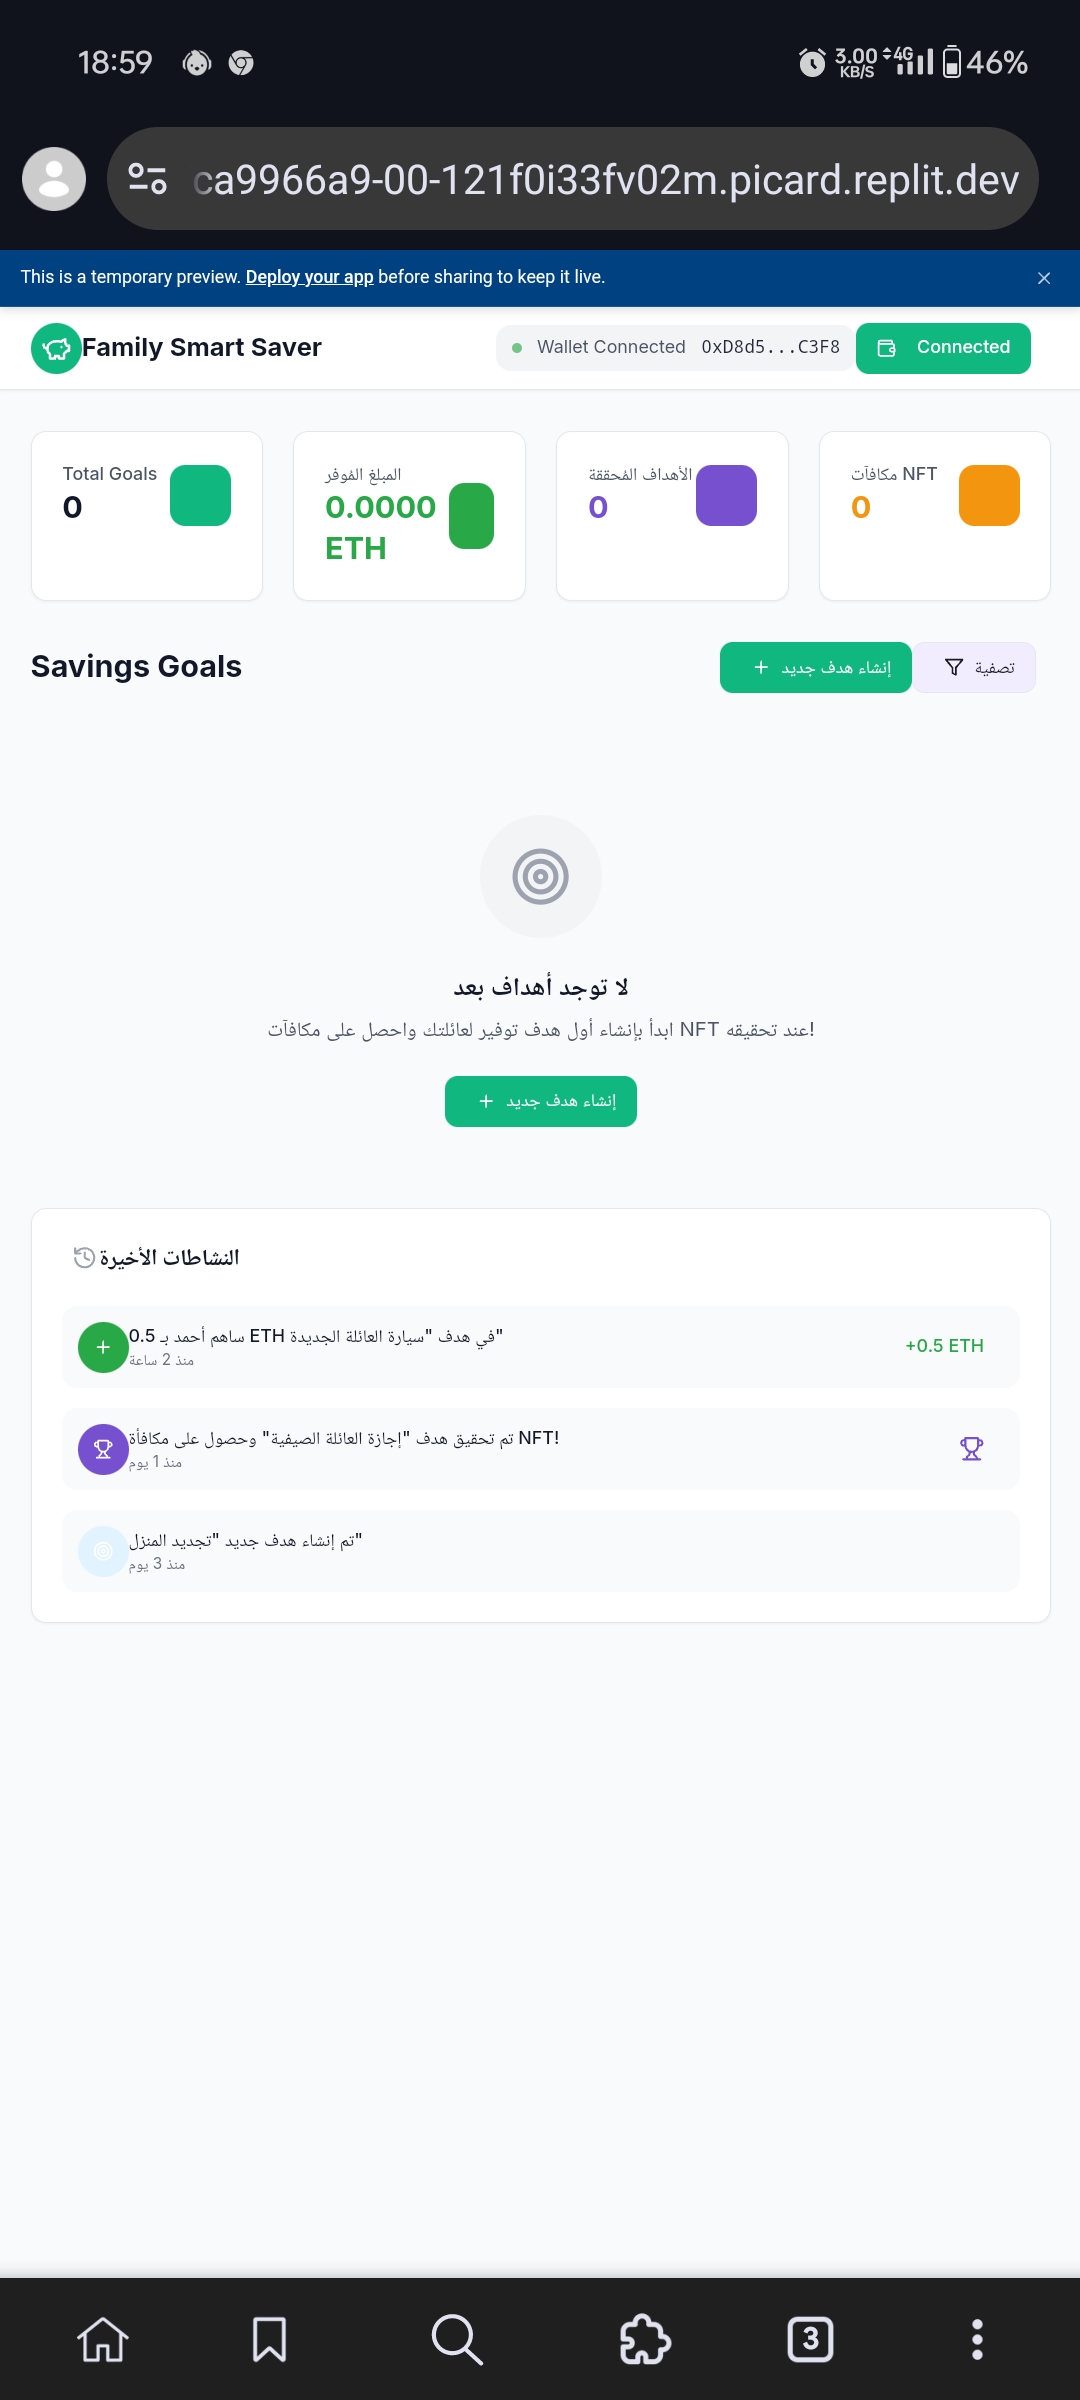 18:59
3.00 KB/S 4G 46%
ca9966a9-00-121f0i33fv02m.picard.replit.dev
This is a temporary preview. Deploy your app before sharing to keep it live.
Family Smart Saver
Wallet Connected 0xD8d5...C3F8
Connected
Total Goals
0
المبلغ المُوفر
0.0000
ETH
الأهداف المُحققة
0
مكافآت NFT
0
Savings Goals
إنشاء هدف جديد
تصفية
لا توجد أهداف بعد
ابدأ بإنشاء أول هدف توفير لعائلتك واحصل على مكافآت NFT عند تحقيقه!
إنشاء هدف جديد
النشاطات الأخيرة
ساهم أحمد بـ 0.5 ETH في هدف "سيارة العائلة الجديدة"
منذ 2 ساعة
+0.5 ETH
تم تحقيق هدف "إجازة العائلة الصيفية" وحصول على مكافأة NFT!
منذ 1 يوم
تم إنشاء هدف جديد "تجديد المنزل"
منذ 3 يوم
3